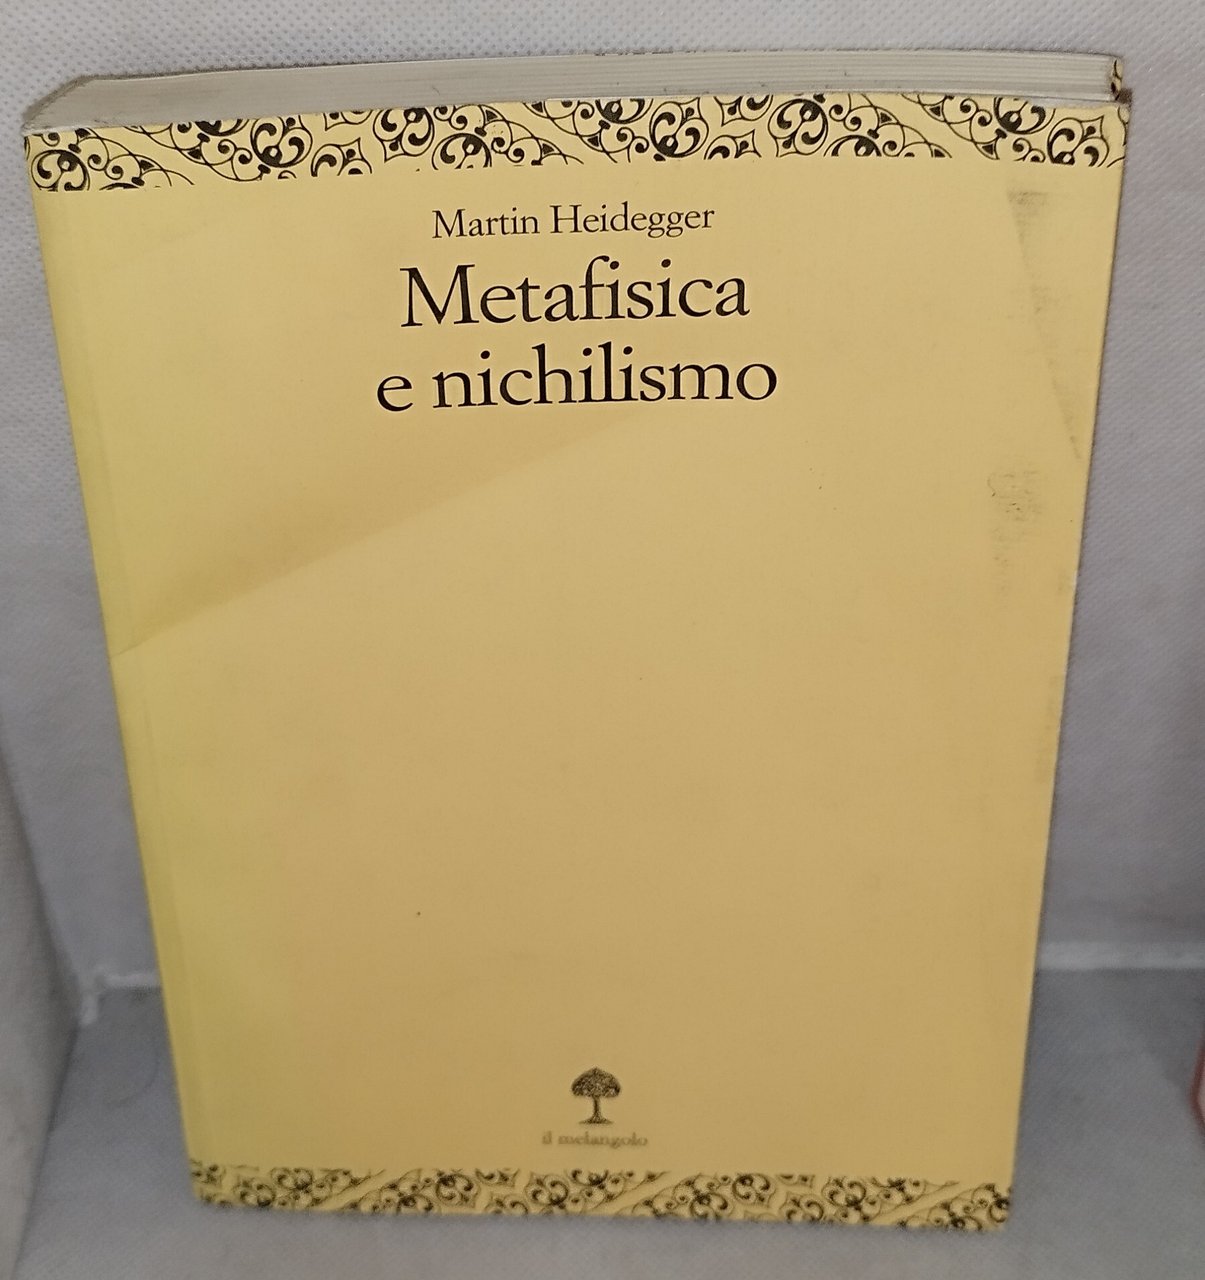 Martin Heidegger
Metafisica
e nichilismo
il melangolo